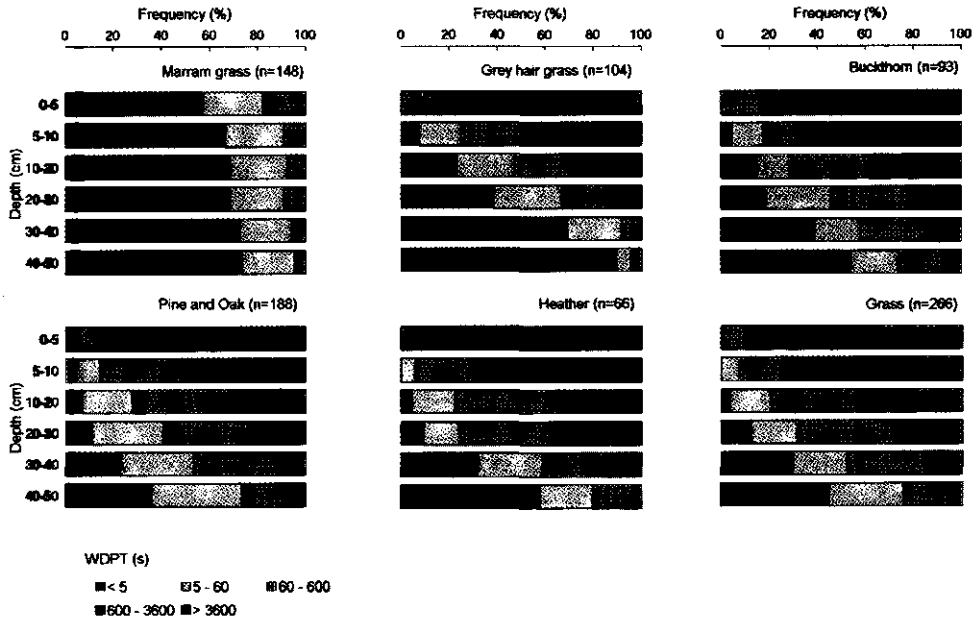 Frequency (%) Frequency (%) Frequency (%)
0 20 40 60 80 100 0 20 40 60 80 100 0 20 40 60 80 100
Marram grass (n=148) Grey hair grass (n=104) Buckthorn (n=93)
Depth (cm)
0-5
5-10
10-20
20-30
30-40
40-50
Pine and Oak (n=188) Heather (n=66) Grass (n=266)
Depth (cm)
0-5
5-10
10-20
20-30
30-40
40-50
WDPT (s)
< 5 5 - 60 60 - 600
600 - 3600 > 3600